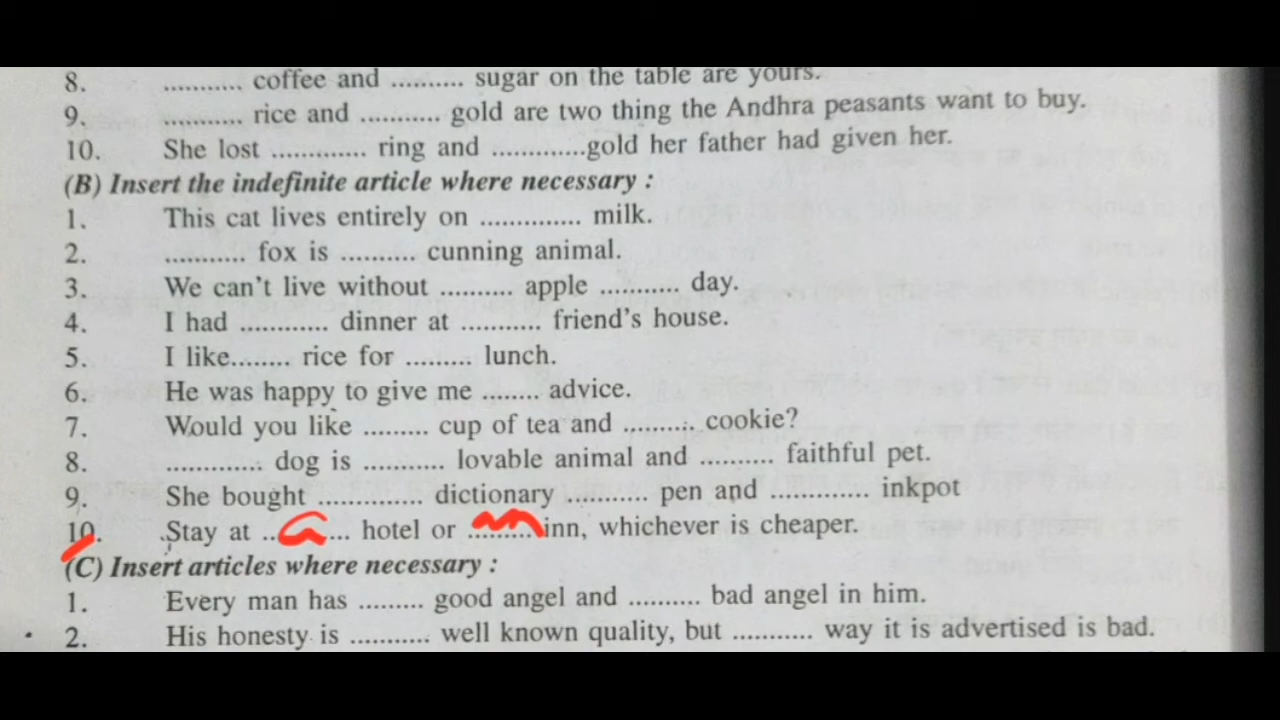 8. ........... coffee and .......... sugar on the table are yours.
9. ........... rice and ........... gold are two thing the Andhra peasants want to buy.
10. She lost ............. ring and .............gold her father had given her.
(B) Insert the indefinite article where necessary :
1. This cat lives entirely on .............. milk.
2. ........... fox is .......... cunning animal.
3. We can't live without .......... apple ........... day.
4. I had ............ dinner at ........... friend's house.
5. I like......... rice for ......... lunch.
6. He was happy to give me ........ advice.
7. Would you like ......... cup of tea and .......... cookie?
8. ............. dog is ........... lovable animal and .......... faithful pet.
9. She bought .............. dictionary ........... pen and ............. inkpot
10. Stay at .. a ... hotel or ......... inn, whichever is cheaper.
(C) Insert articles where necessary :
1. Every man has ......... good angel and .......... bad angel in him.
2. His honesty is ........... well known quality, but ........... way it is advertised is bad.